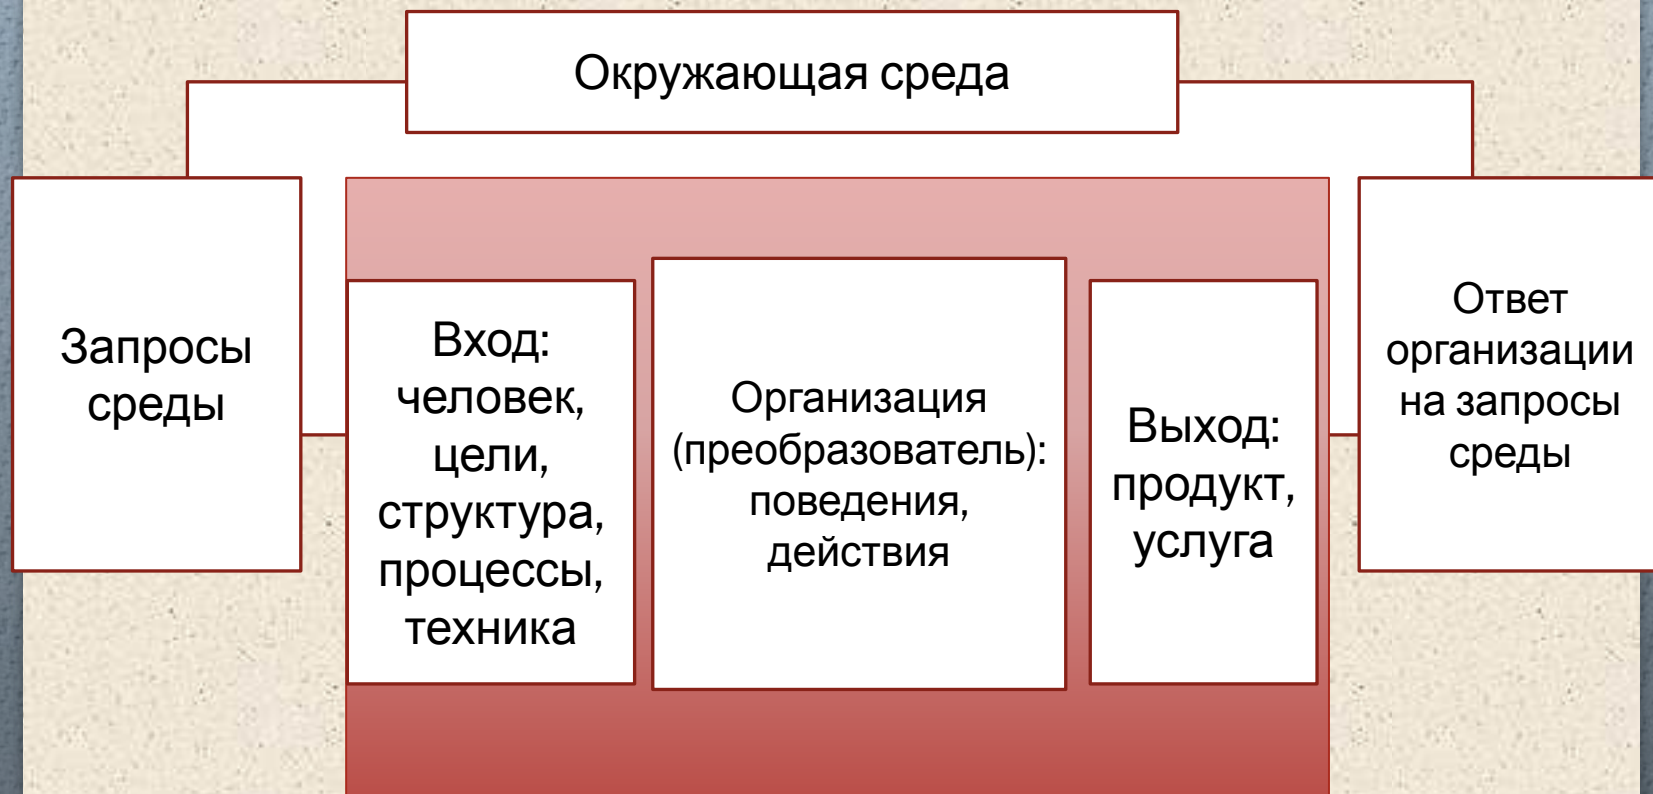 Окружающая среда
Запросы
среды
Вход:
человек,
цели,
структура,
процессы,
техника
Организация
(преобразователь):
поведения,
действия
Выход:
продукт,
услуга
Ответ
организации
на запросы
среды